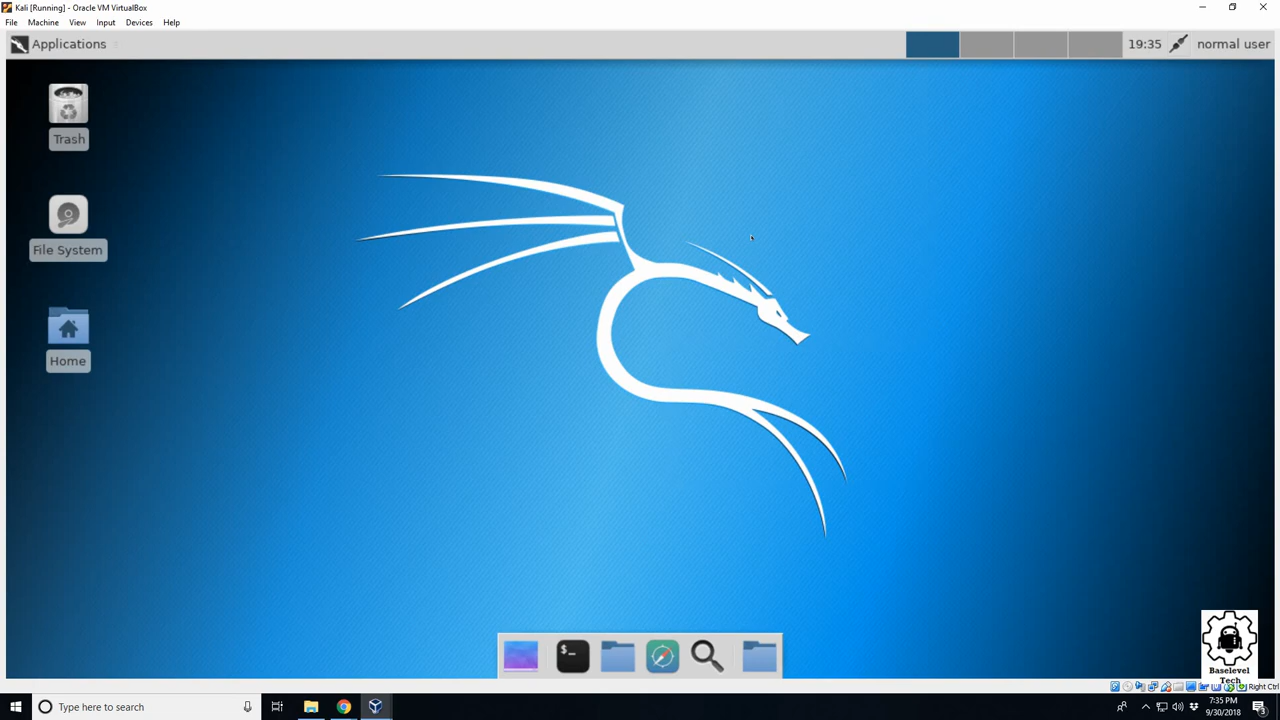 Kali [Running] - Oracle VM VirtualBox
File Machine View Input Devices Help
Applications
19:35
normal user
Trash
File System
Home
$_
Baselevel
Tech
Right Ctrl
Type here to search
7:35 PM
9/30/2018
3